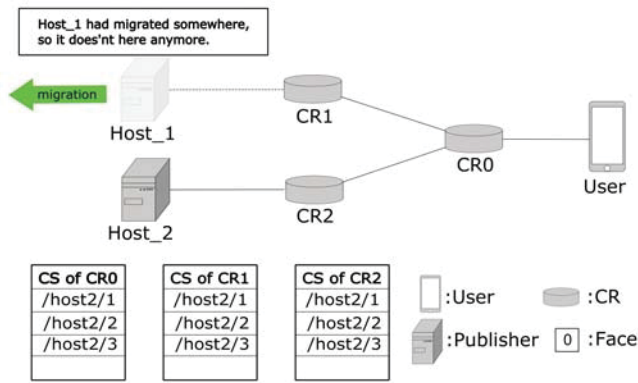 Host_1 had migrated somewhere,
so it does'nt here anymore.
migration
Host_1
CR1
CR0
User
Host_2
CR2
CS of CR0
/host2/1
/host2/2
/host2/3
CS of CR1
/host2/1
/host2/2
/host2/3
CS of CR2
/host2/1
/host2/2
/host2/3
:User
:CR
:Publisher
0 :Face